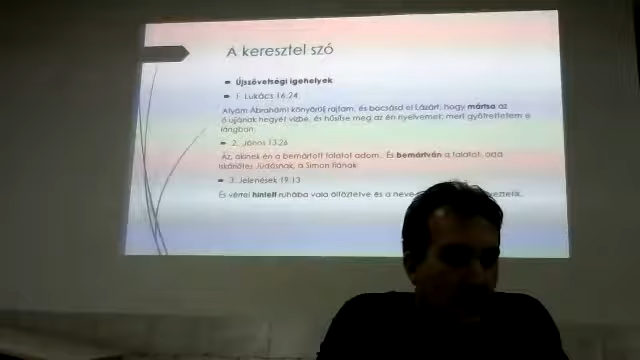 A keresztel szó
Újszövetségi igehelyek
1. Lukács 16,24
Atyám Ábrahám! könyörülj rajtam, és bocsásd el Lázárt, hogy mártsa az
ő ujjának hegyét vízbe, és hűsítse meg az én nyelvemet; mert gyötrettetem e
lángban.
2. János 13:26
Az, akinek én a bemártott falatot adom. És bemártván a falatot, adá
Iskáriótes Júdásnak, a Simon fiának
3. Jelenések 19,13
És vérrel hintett ruhába vala öltöztetve és a neve